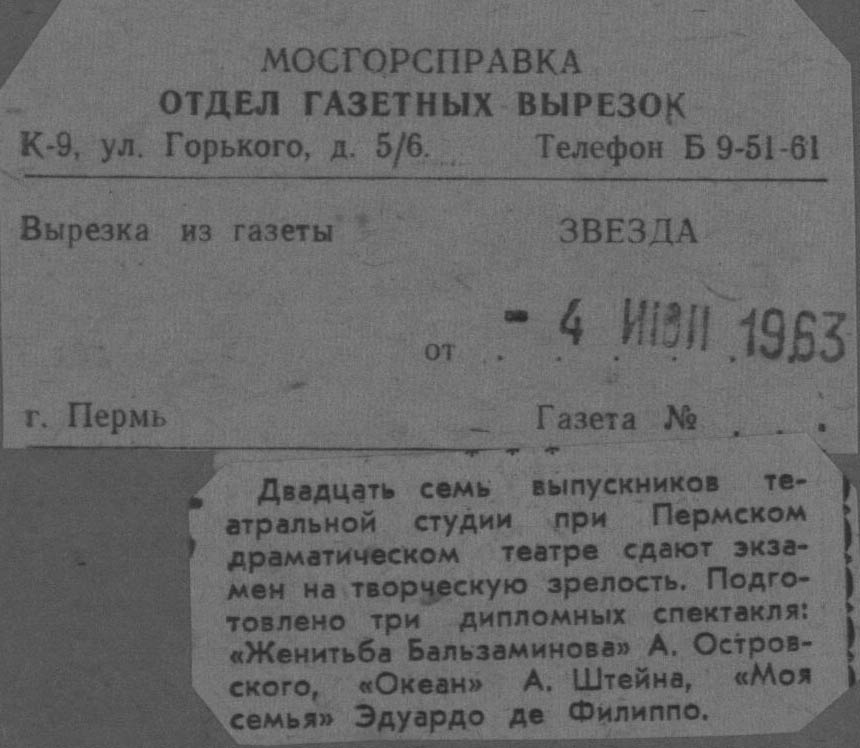 МОСГОРСПРАВКА
ОТДЕЛ ГАЗЕТНЫХ ВЫРЕЗОК
К-9, ул. Горького, д. 5/6. Телефон Б 9-51-61
Вырезка из газеты ЗВЕЗДА
от - 4 1963
г. Пермь Газета № . . .
Двадцать семь выпускников те-
атральной студии при Пермском
драматическом театре сдают экза-
мен на творческую зрелость. Подго-
товлено три дипломных спектакля:
«Женитьба Бальзаминова» А. Остров-
ского, «Океан» А. Штейна, «Моя
семья» Эдуардо де Филиппо.